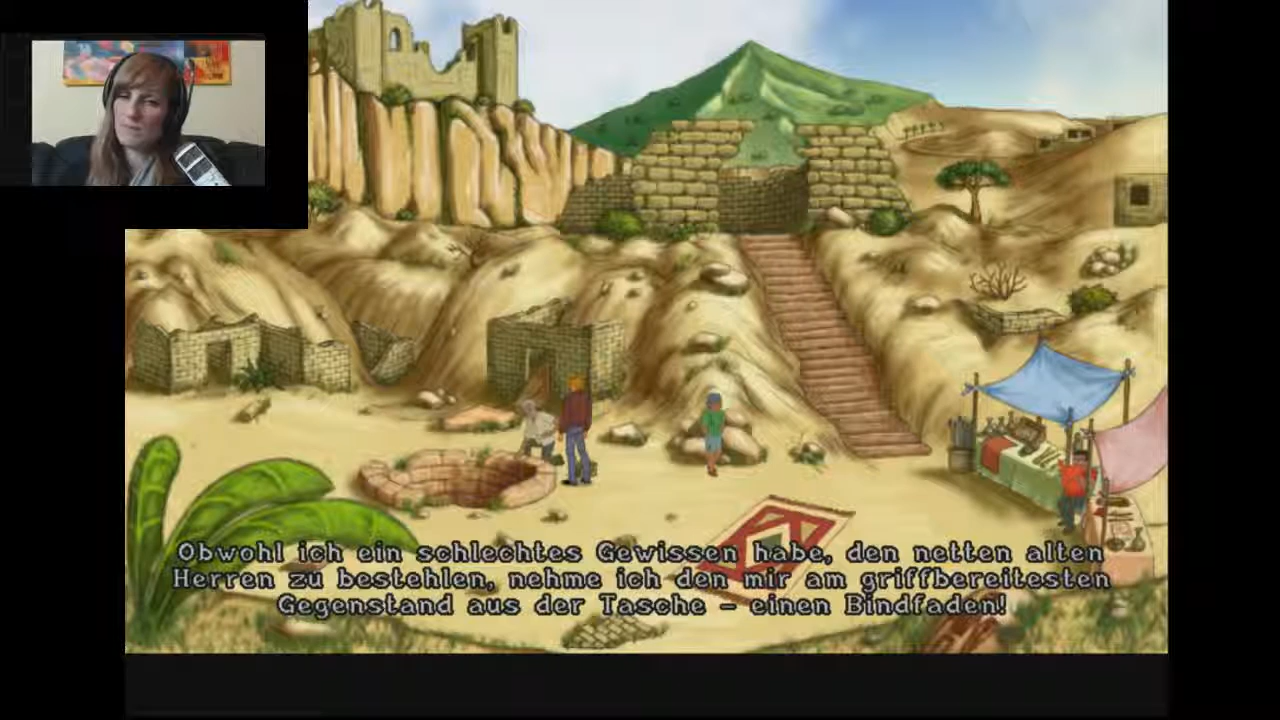 Obwohl ich ein schlechtes Gewissen habe, den netten alten
Herren zu bestehlen, nehme ich den mir am griffbereitesten
Gegenstand aus der Tasche - einen Bindfaden!